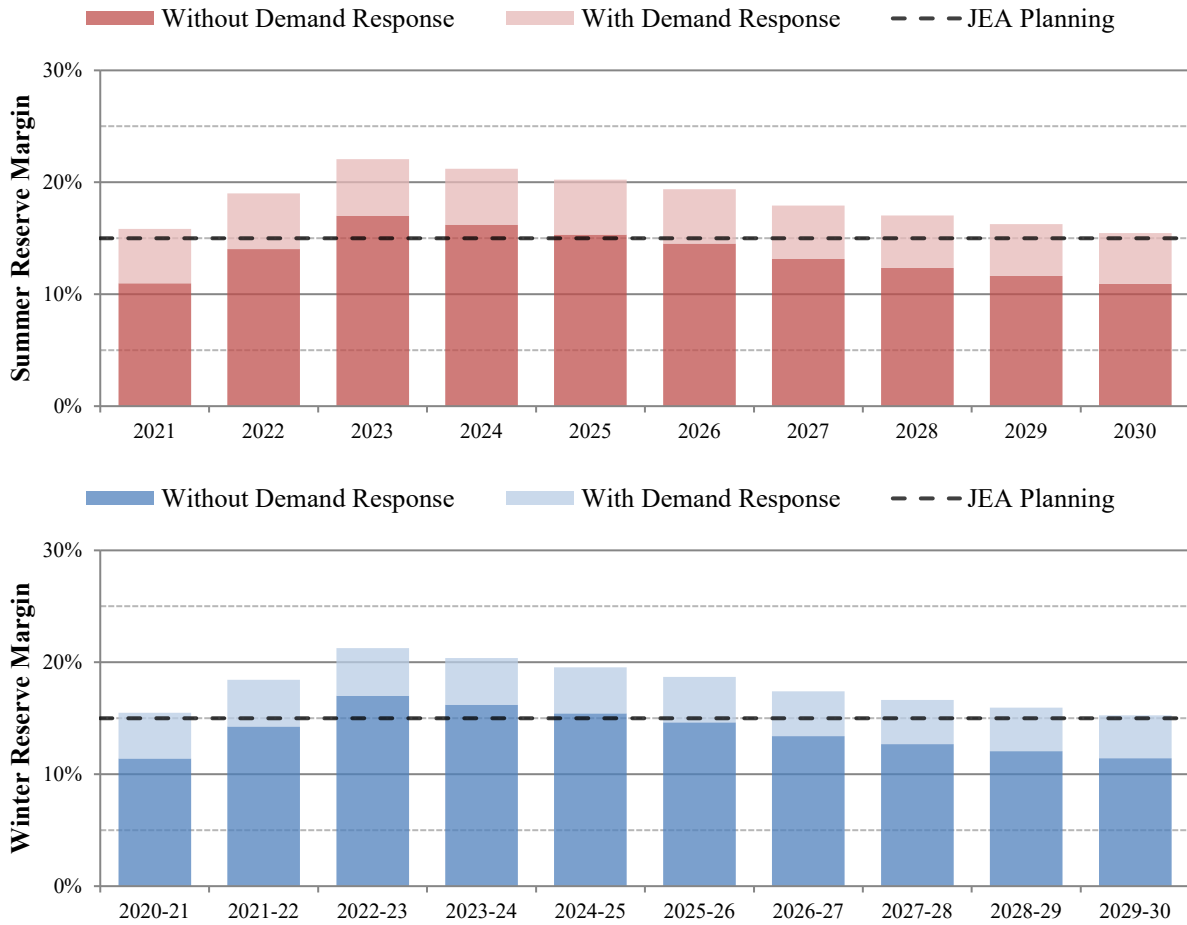 Without Demand Response With Demand Response JEA Planning
Summer Reserve Margin
30%
20%
10%
0%
2021 2022 2023 2024 2025 2026 2027 2028 2029 2030
Without Demand Response With Demand Response JEA Planning
Winter Reserve Margin
30%
20%
10%
0%
2020-21 2021-22 2022-23 2023-24 2024-25 2025-26 2026-27 2027-28 2028-29 2029-30